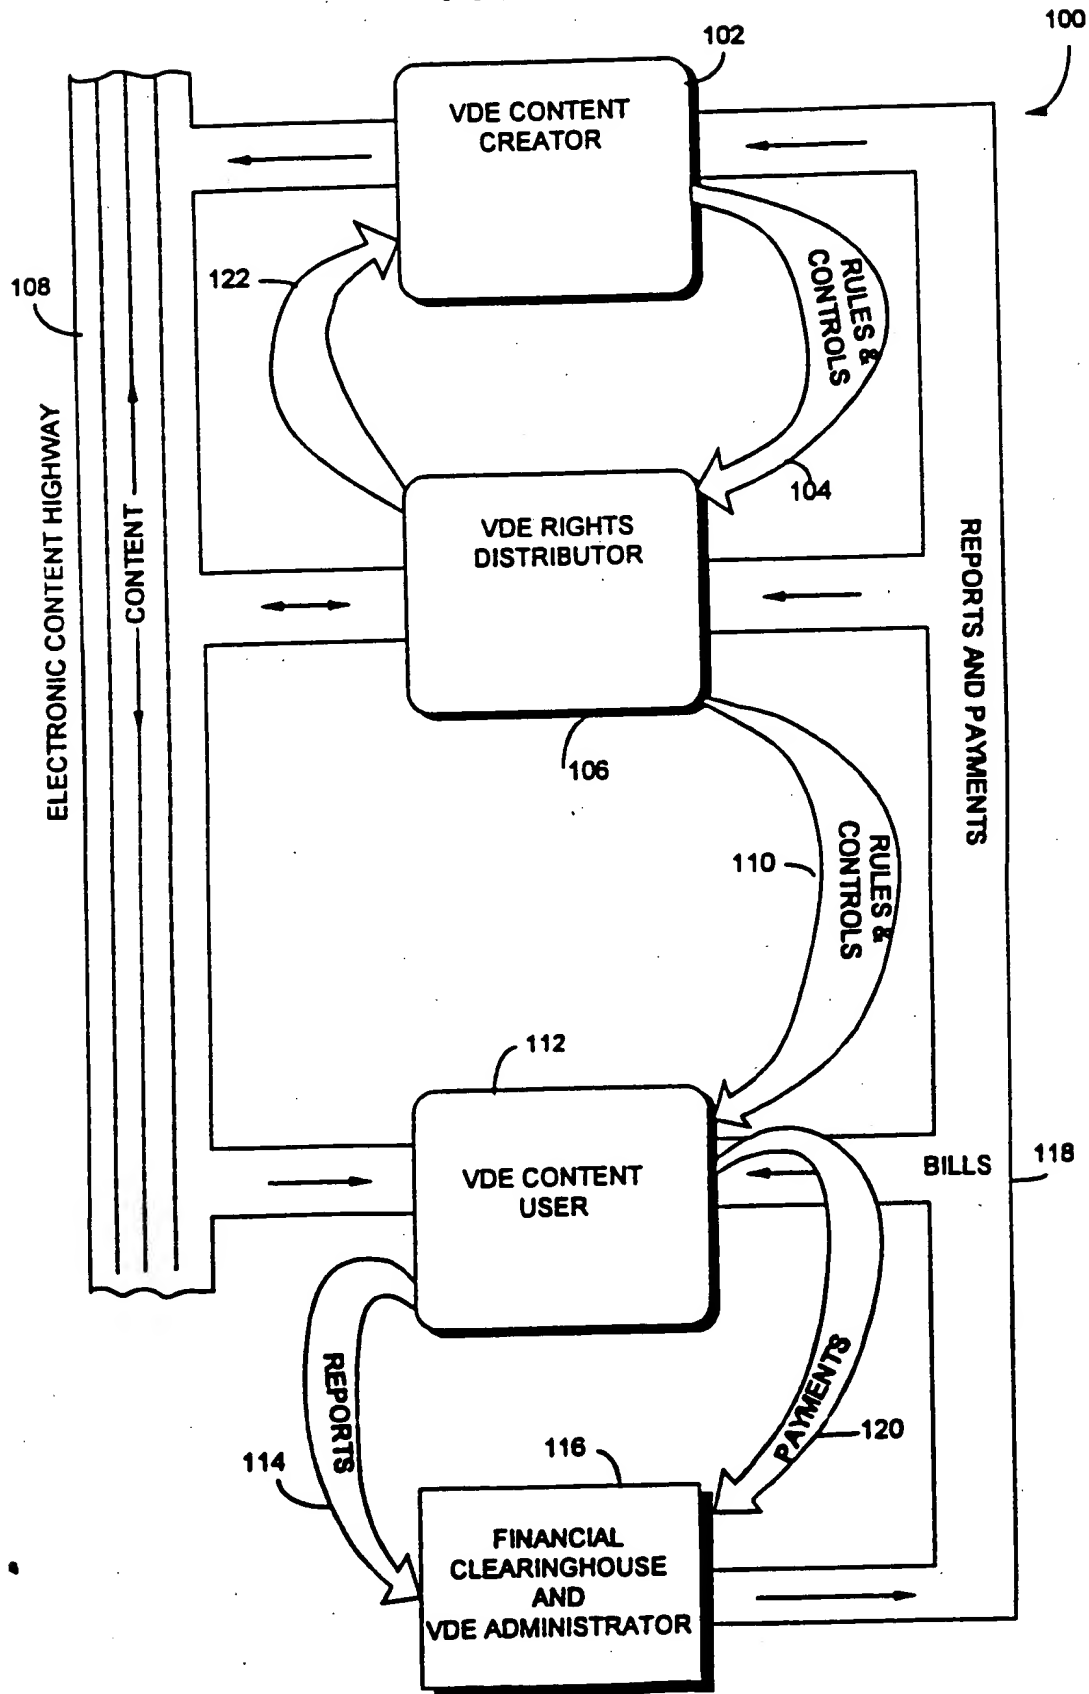 100
102
VDE CONTENT
CREATOR
122
RULES &
CONTROLS
108
104
ELECTRONIC CONTENT HIGHWAY
CONTENT
VDE RIGHTS
DISTRIBUTOR
REPORTS AND PAYMENTS
106
110
RULES &
CONTROLS
112
VDE CONTENT
USER
BILLS
118
REPORTS
PAYMENTS
114
116
120
FINANCIAL
CLEARINGHOUSE
AND
VDE ADMINISTRATOR